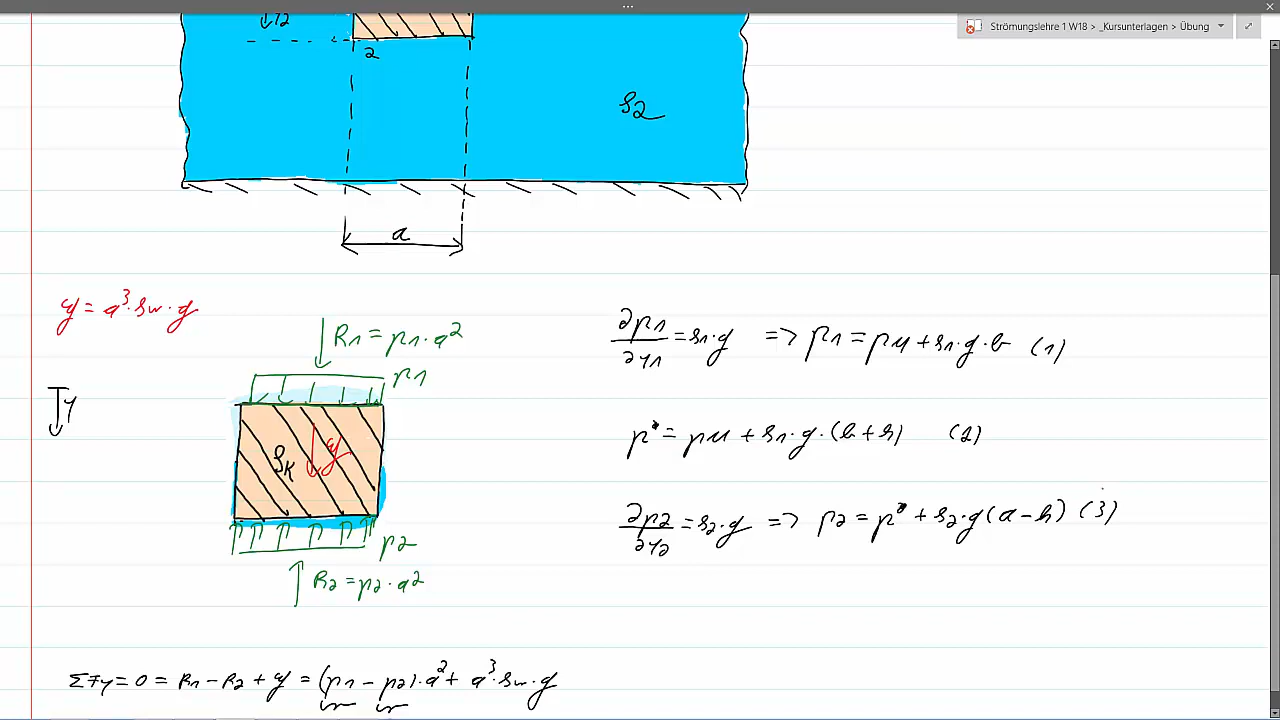 Strömungslehre 1 W18 > _Kursunterlagen > Übung
2
ρ2
a
G = a³·ρw·g
R1 = p1·a²
p1
y
ρK
G
p2
R2 = p2·a²
∂p1/∂y1 = ρ1·g => p1 = pu + ρ1·g·b (1)
p* = pu + ρ1·g·(b+h) (2)
∂p2/∂y2 = ρ2·g => p2 = p* + ρ2·g(a-h) (3)
ΣFy = 0 = R1 - R2 + G = (p1 - p2)·a² + a³·ρw·g